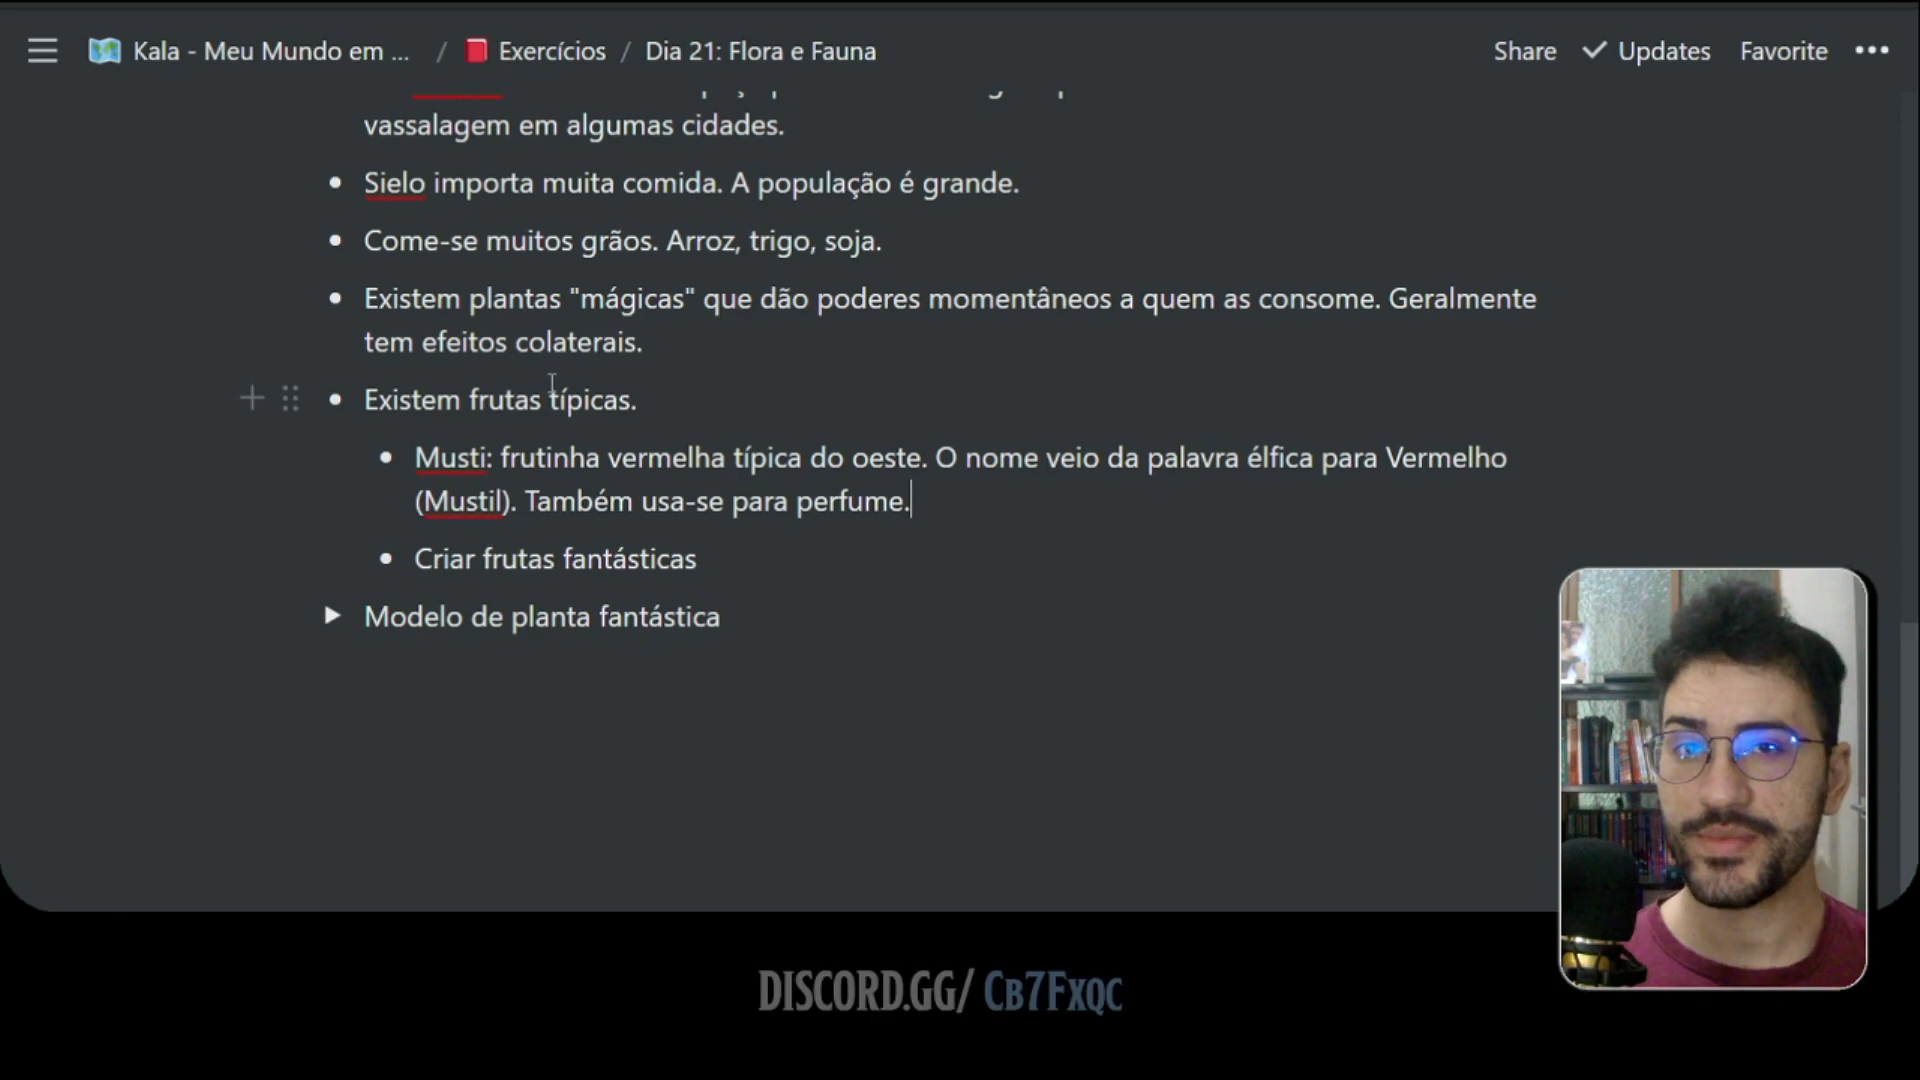 Kala - Meu Mundo em ... / Exercícios / Dia 21: Flora e Fauna
Share Updates Favorite
vassalagem em algumas cidades.
Sielo importa muita comida. A população é grande.
Come-se muitos grãos. Arroz, trigo, soja.
Existem plantas "mágicas" que dão poderes momentâneos a quem as consome. Geralmente
tem efeitos colaterais.
Existem frutas típicas.
Musti: frutinha vermelha típica do oeste. O nome veio da palavra élfica para Vermelho
(Mustil). Também usa-se para perfume.
Criar frutas fantásticas
Modelo de planta fantástica
DISCORD.GG/ CB7FXQC